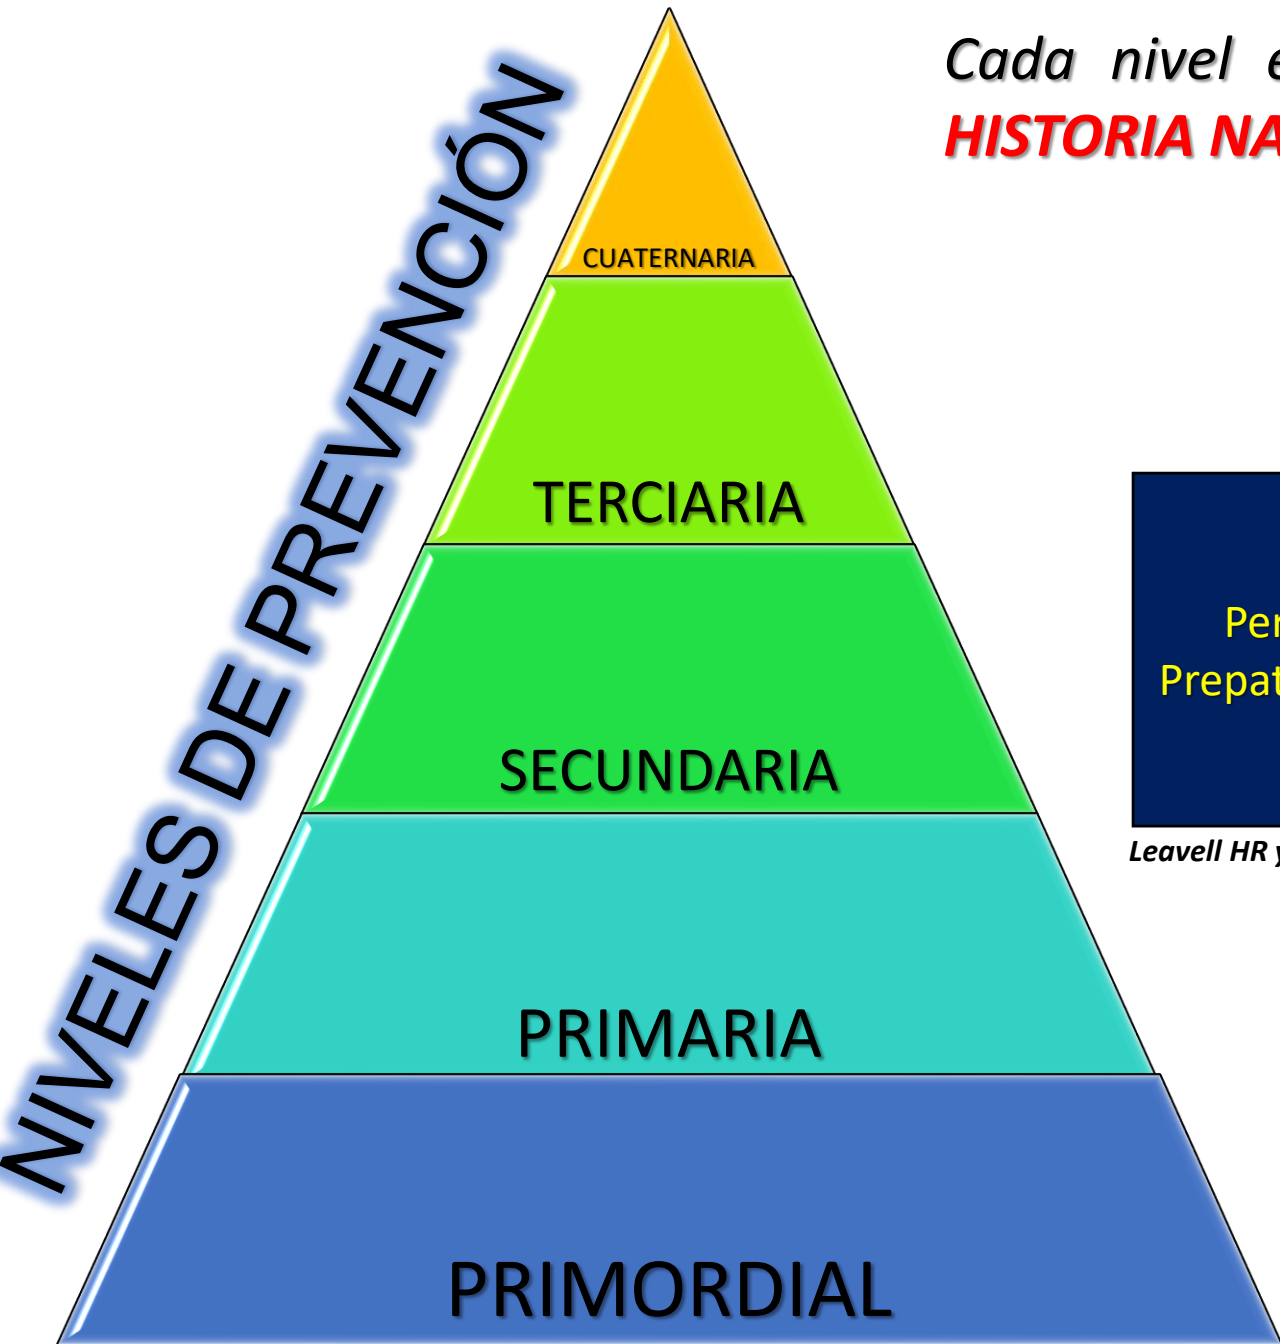 NIVELES DE PREVENCIÓN
Cada nivel
HISTORIA
CUATERNARIA
TERCIARIA
SECUNDARIA
PRIMARIA
PRIMORDIAL
Leavell HR